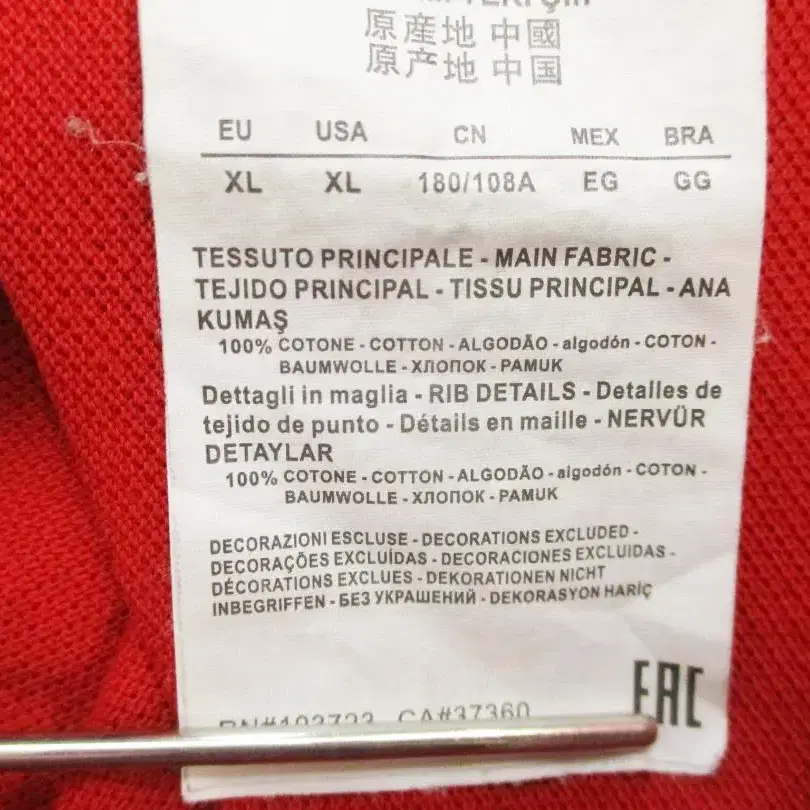 原産地 中國
原产地 中国
EU USA CN MEX BRA
XL XL 180/108A EG GG
TESSUTO PRINCIPALE - MAIN FABRIC -
TEJIDO PRINCIPAL - TISSU PRINCIPAL - ANA
KUMAŞ
100% COTONE - COTTON - ALGODÃO - algodón - COTON -
BAUMWOLLE - ХЛОПОК - PAMUK
Dettagli in maglia - RIB DETAILS - Detalles de
tejido de punto - Détails en maille - NERVÜR
DETAYLAR
100% COTONE - COTTON - ALGODÃO - algodón - COTON -
BAUMWOLLE - ХЛОПОК - PAMUK
DECORAZIONI ESCLUSE - DECORATIONS EXCLUDED -
DECORAÇÕES EXCLUÍDAS - DECORACIONES EXCLUIDAS -
DÉCORATIONS EXCLUES - DEKORATIONEN NICHT
INBEGRIFFEN - БЕЗ УКРАШЕНИЙ - DEKORASYON HARİÇ
EAC
RN#103723 CA#37360